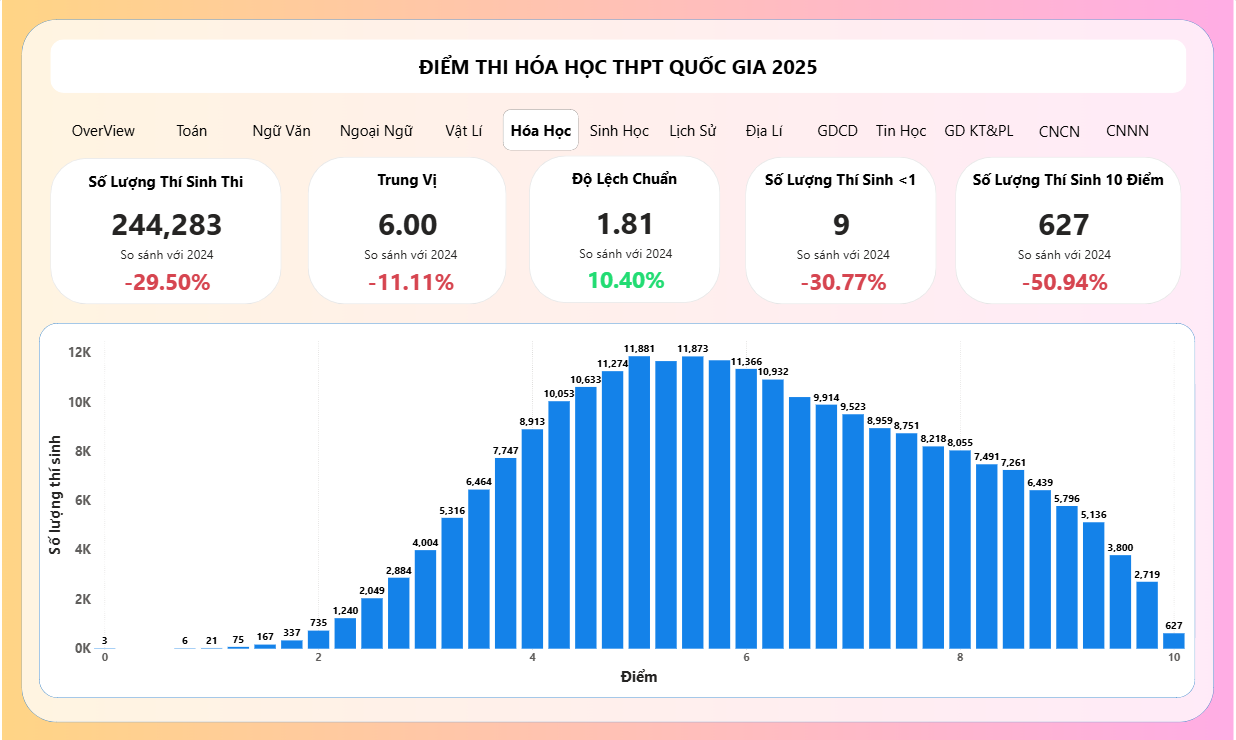 ĐIỂM THI HÓA HỌC THPT QUỐC GIA 2025
OverView Toán Ngữ Văn Ngoại Ngữ Vật Lí Hóa Học Sinh Học Lịch Sử Địa Lí GDCD Tin Học GD KT&PL CNCN CNNN
Số Lượng Thí Sinh Thi
244,283
So sánh với 2024
-29.50%
Trung Vị
6.00
So sánh với 2024
-11.11%
Độ Lệch Chuẩn
1.81
So sánh với 2024
10.40%
Số Lượng Thí Sinh <1
9
So sánh với 2024
-30.77%
Số Lượng Thí Sinh 10 Điểm
627
So sánh với 2024
-50.94%
Số lượng thí sinh
12K
10K
8K
6K
4K
2K
0K
3 6 21 75 167 337 735 1,240 2,049 2,884 4,004 5,316 6,464 7,747 8,913 10,053 10,633 11,274 11,881 11,873 11,366 10,932 9,914 9,523 8,959 8,751 8,218 8,055 7,491 7,261 6,439 5,796 5,136 3,800 2,719 627
0 2 4 6 8 10
Điểm